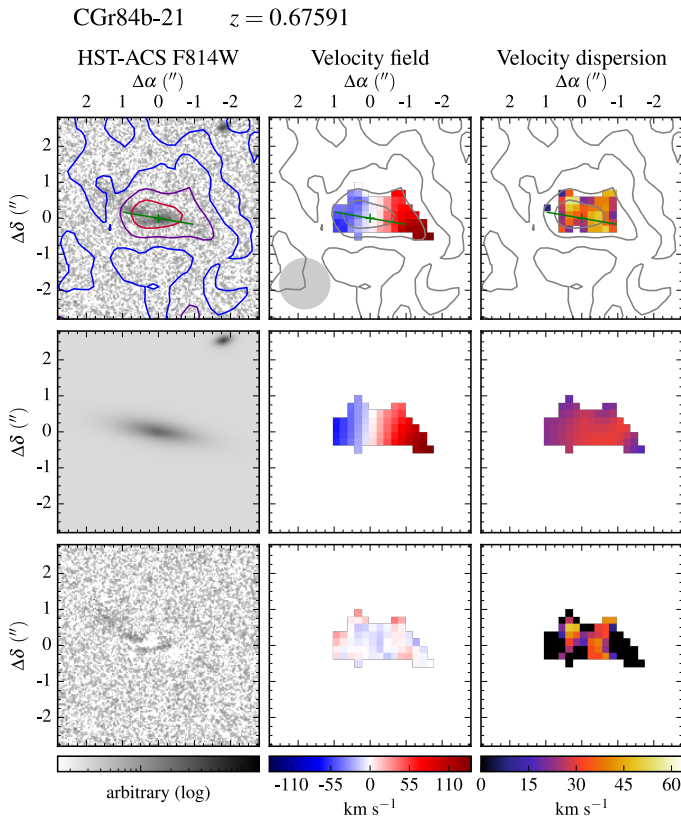 CGr84b-21 z = 0.67591
HST-ACS F814W Velocity field Velocity dispersion
Δα (″) Δα (″) Δα (″)
2 1 0 -1 -2 2 1 0 -1 -2 2 1 0 -1 -2
Δδ (″)
2
1
0
-1
-2
Δδ (″)
2
1
0
-1
-2
Δδ (″)
2
1
0
-1
-2
-110 -55 0 55 110 0 15 30 45 60
arbitrary (log) km s⁻¹ km s⁻¹